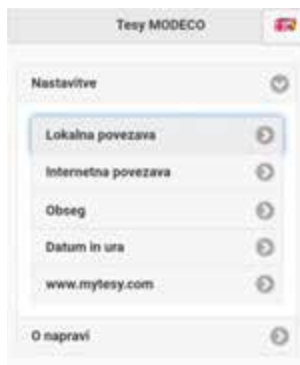 Tesy MODECO
Nastavitve
Lokalna povezava
Internetna povezava
Obseg
Datum in ura
www.mytesy.com
O napravi